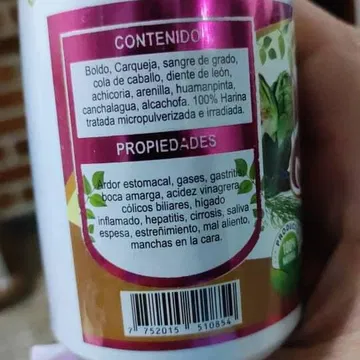 CONTENIDO
Boldo, Carqueja, sangre de grado,
cola de caballo, diente de león,
achicoria, arenilla, huamanpinta,
canchalagua, alcachofa. 100% Harina
tratada micropulverizada e irradiada.
PROPIEDADES
Ardor estomacal, gases, gastritis
boca amarga, acidez vinagrera,
cólicos biliares, hígado
inflamado, hepatitis, cirrosis, saliva
espesa, estreñimiento, mal aliento,
manchas en la cara.
7 752015 510854